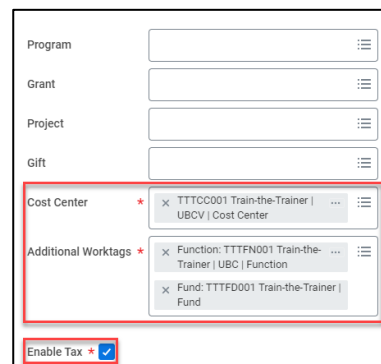 Program
Grant
Project
Gift
Cost Center *
× TTTCC001 Train-the-Trainer | ...
UBCV | Cost Center
Additional Worktags *
× Function: TTTFN001 Train-the- ...
Trainer | UBC | Function
× Fund: TTTFD001 Train-the-Trainer |
Fund
Enable Tax *